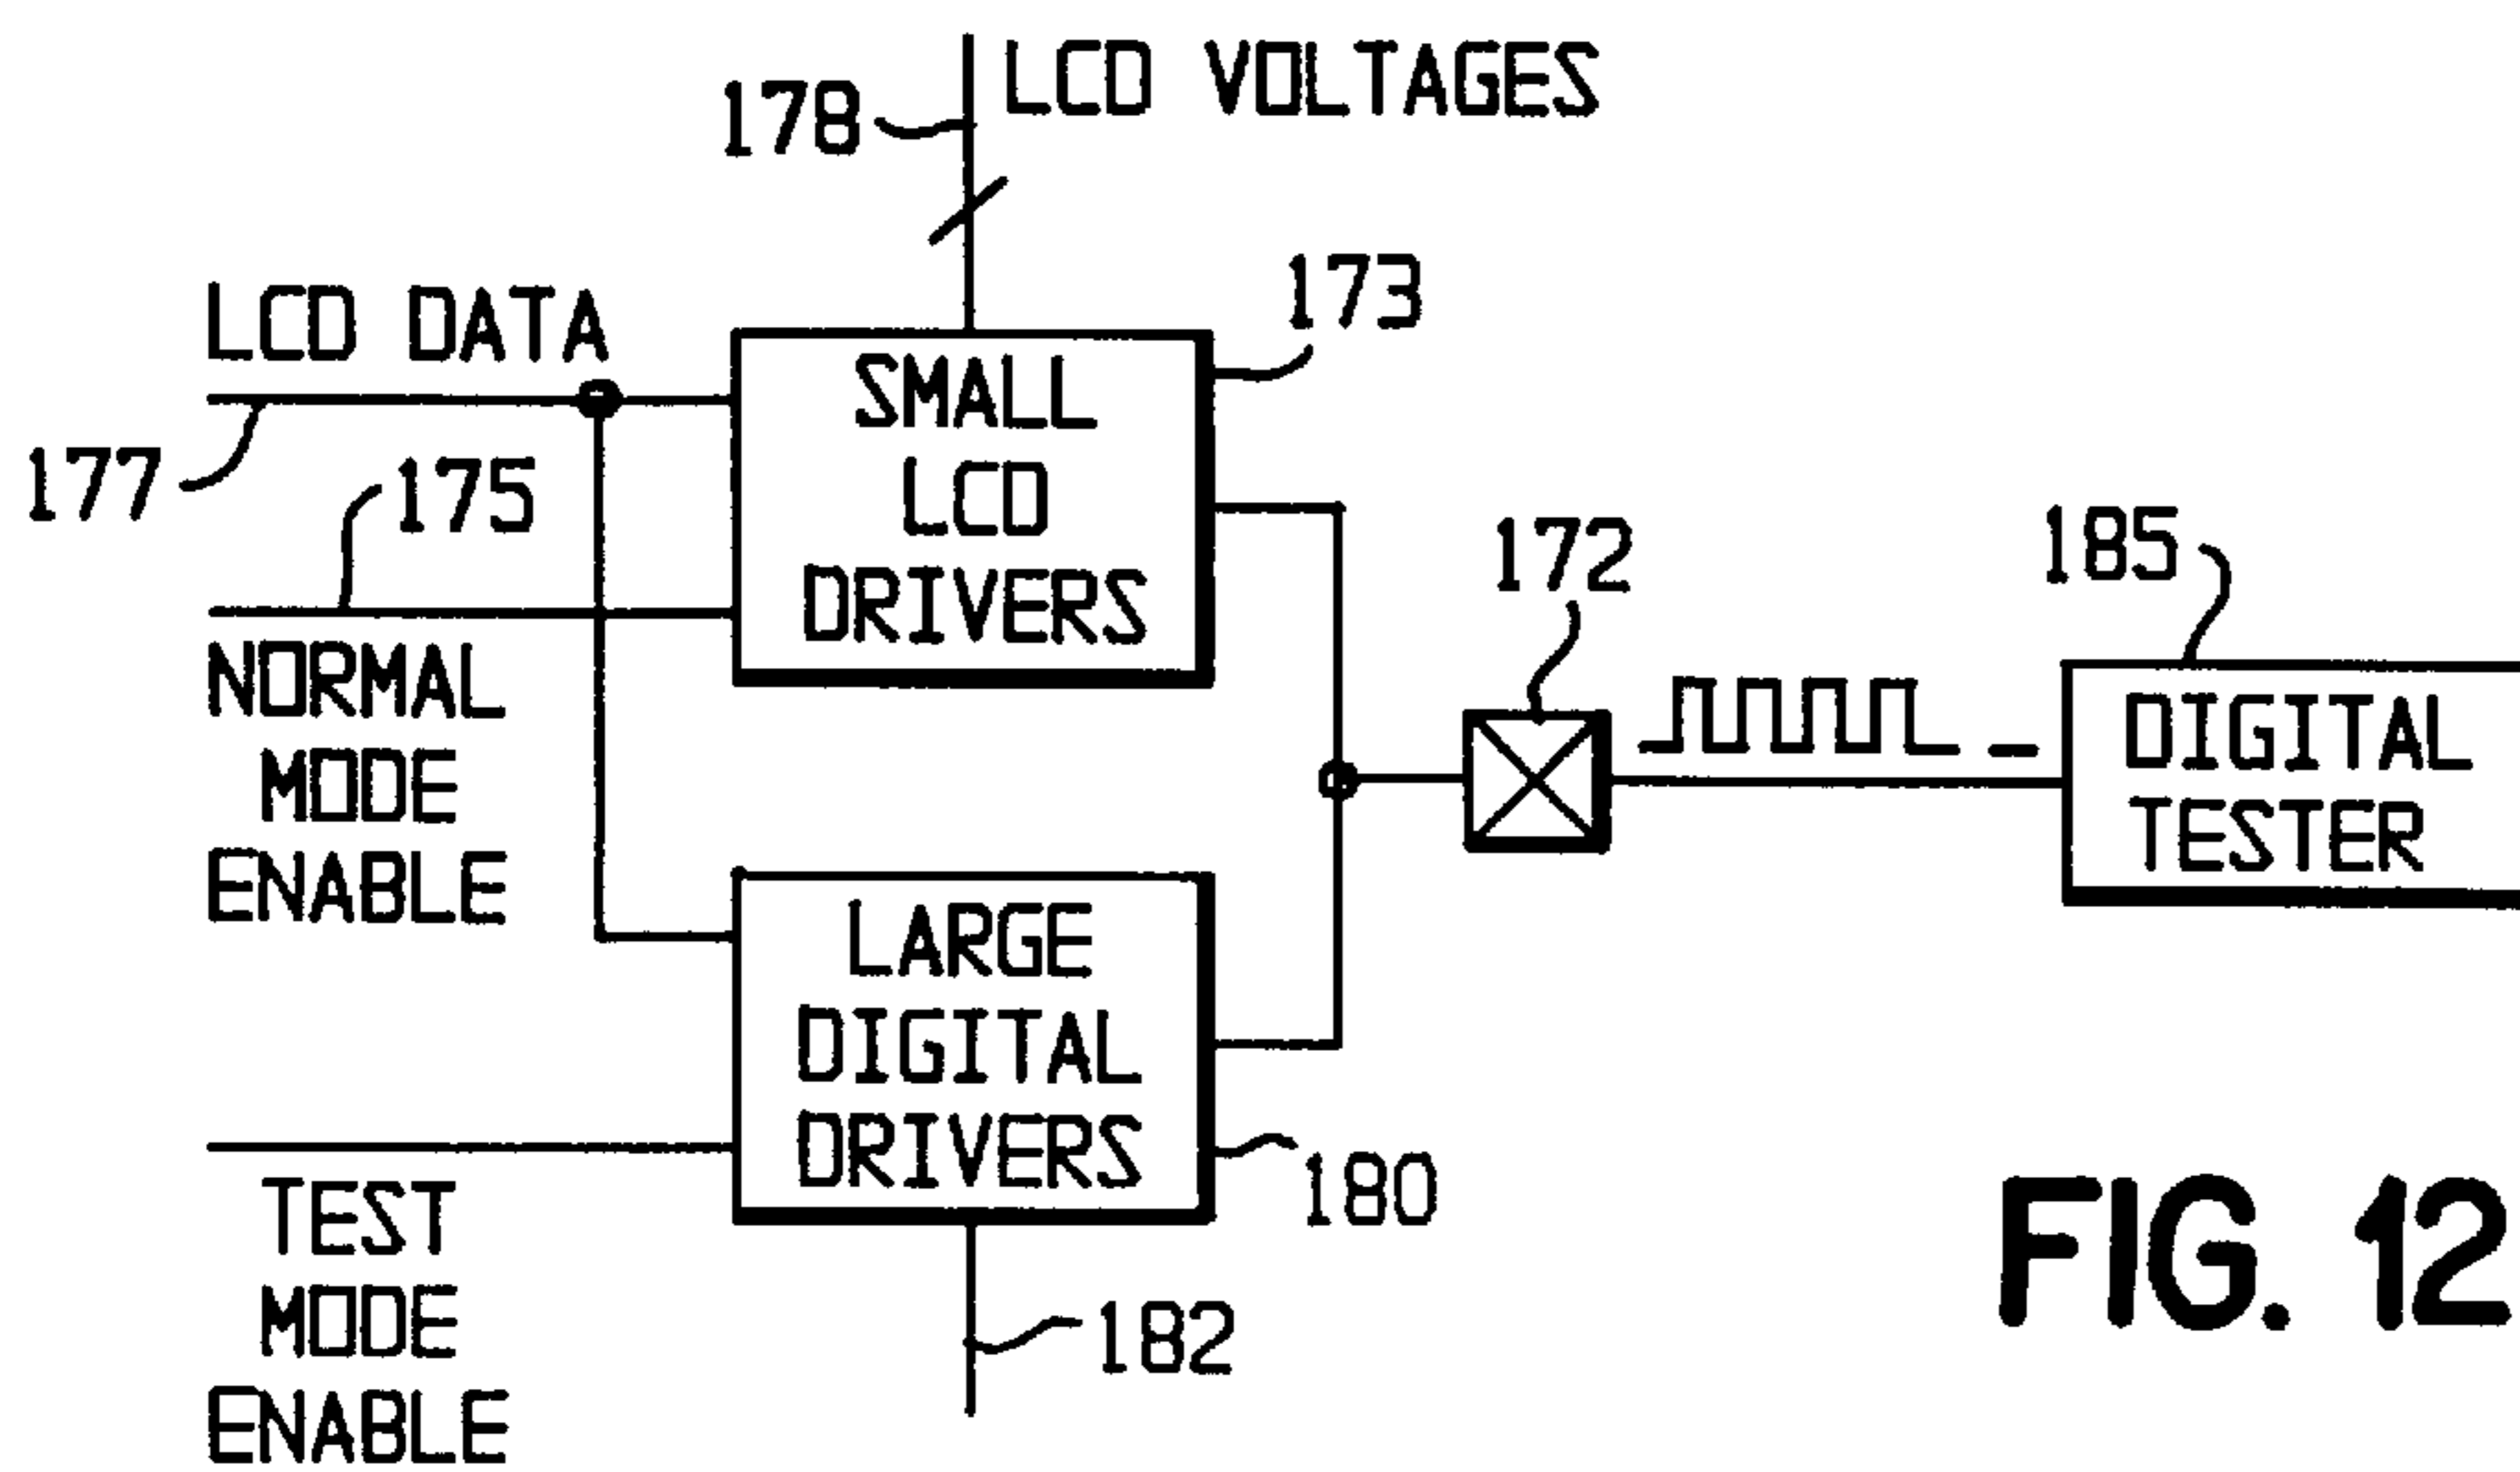 LCD VOLTAGES
178
173
LCD DATA
177
175
SMALL
LCD
DRIVERS
NORMAL
MODE
ENABLE
172
185
DIGITAL
TESTER
LARGE
DIGITAL
DRIVERS
180
TEST
MODE
ENABLE
182
FIG. 12